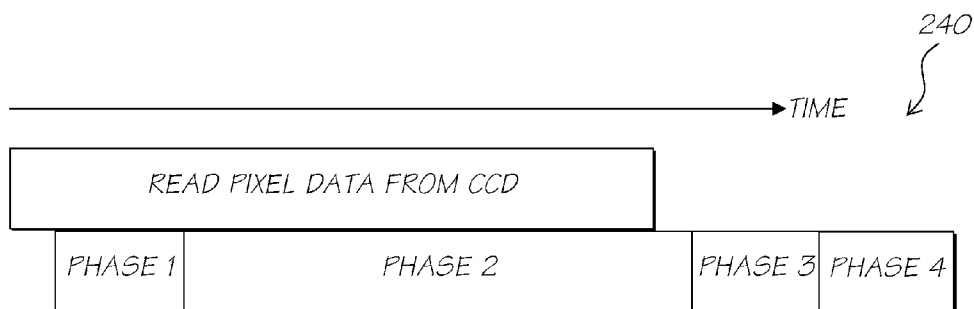 240
TIME
READ PIXEL DATA FROM CCD
PHASE 1 PHASE 2 PHASE 3 PHASE 4